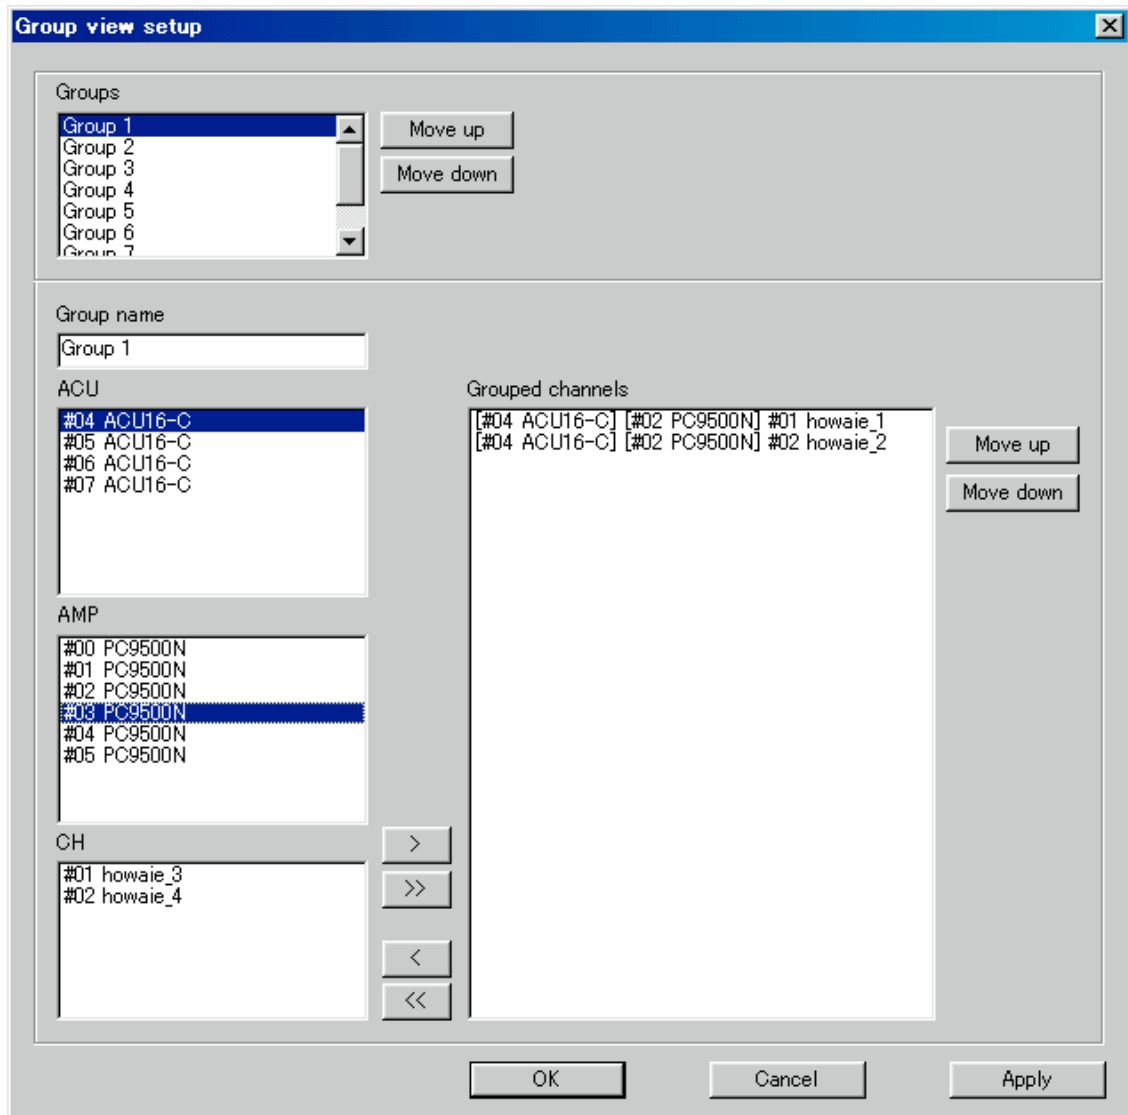 Group view setup
Groups
Group 1
Group 2
Group 3
Group 4
Group 5
Group 6
Group 7
Move up
Move down
Group name
Group 1
ACU
#04 ACU16-C
#05 ACU16-C
#06 ACU16-C
#07 ACU16-C
AMP
#00 PC9500N
#01 PC9500N
#02 PC9500N
#03 PC9500N
#04 PC9500N
#05 PC9500N
CH
#01 howaie_3
#02 howaie_4
>
>>
<
<<
Grouped channels
[#04 ACU16-C] [#02 PC9500N] #01 howaie_1
[#04 ACU16-C] [#02 PC9500N] #02 howaie_2
Move up
Move down
OK
Cancel
Apply